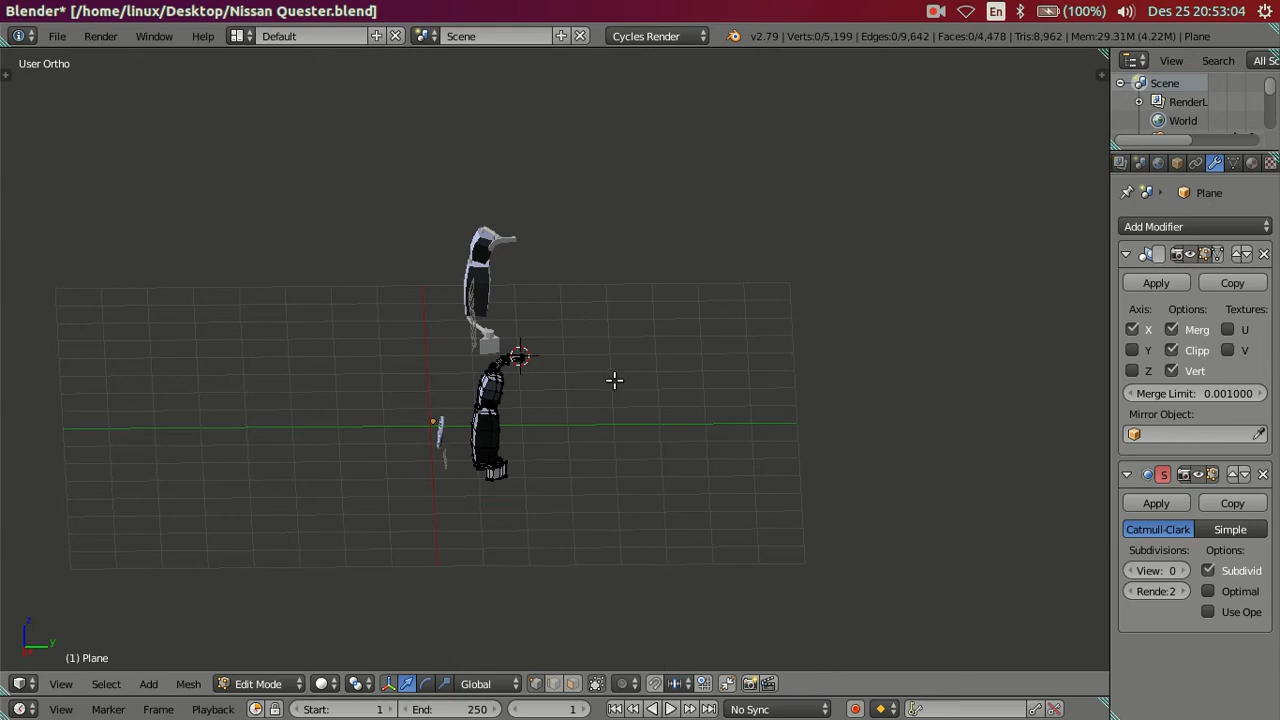 Blender* [/home/linux/Desktop/Nissan Quester.blend] En (100%) Des 25 20:53:04
File Render Window Help Default Scene Cycles Render v2.79 | Verts:0/5,199 | Edges:0/9,642 | Faces:0/4,478 | Tris:8,962 | Mem:29.31M (4.22M) | Plane
User Ortho
View Search All Sc
Scene
RenderL
World
Plane
Add Modifier
Apply Copy
Axis: Options: Textures:
X Merg U
Y Clipp V
Z Vert
Merge Limit: 0.001000
Mirror Object:
S
Apply Copy
Catmull-Clark Simple
Subdivisions: Options:
View: 0 Subdivid
Rende:2 Optimal
Use Ope
z
y
(1) Plane
View Select Add Mesh Edit Mode Global
View Marker Frame Playback Start: 1 End: 250 1 No Sync